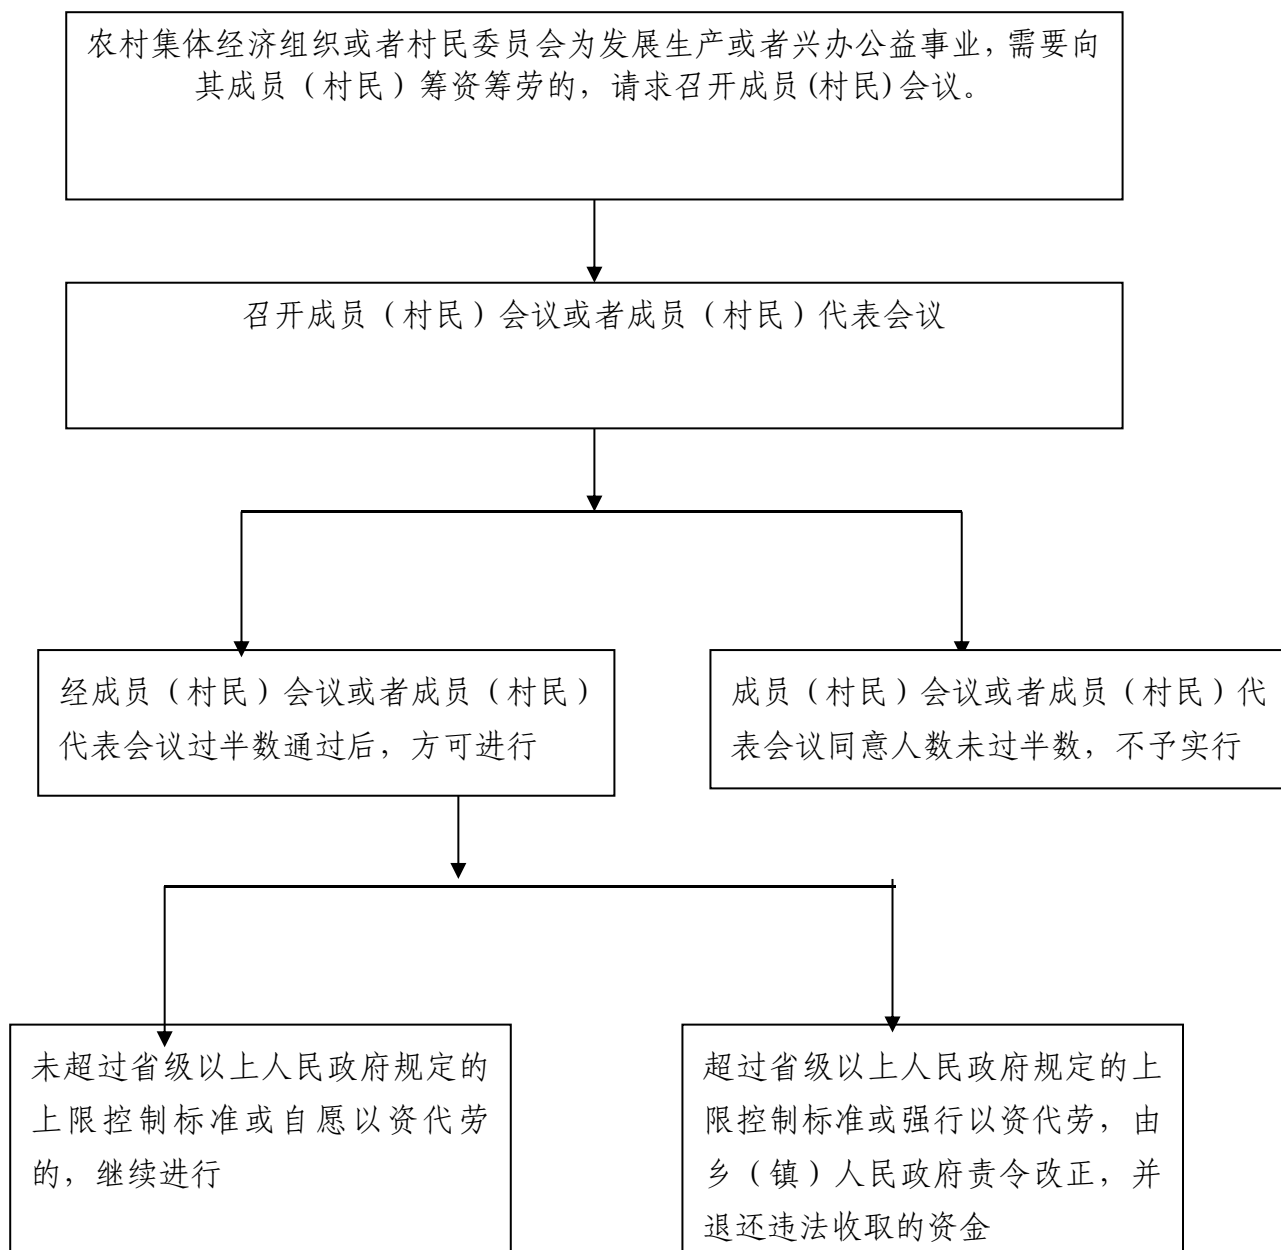 农村集体经济组织或者村民委员会为发展生产或者兴办公益事业，需要向
其成员（村民）筹资筹劳的，请求召开成员(村民)会议。
召开成员（村民）会议或者成员（村民）代表会议
经成员（村民）会议或者成员（村民）
代表会议过半数通过后，方可进行
成员（村民）会议或者成员（村民）代
表会议同意人数未过半数，不予实行
未超过省级以上人民政府规定的
上限控制标准或自愿以资代劳
的，继续进行
超过省级以上人民政府规定的上
限控制标准或强行以资代劳，由
乡（镇）人民政府责令改正，并
退还违法收取的资金